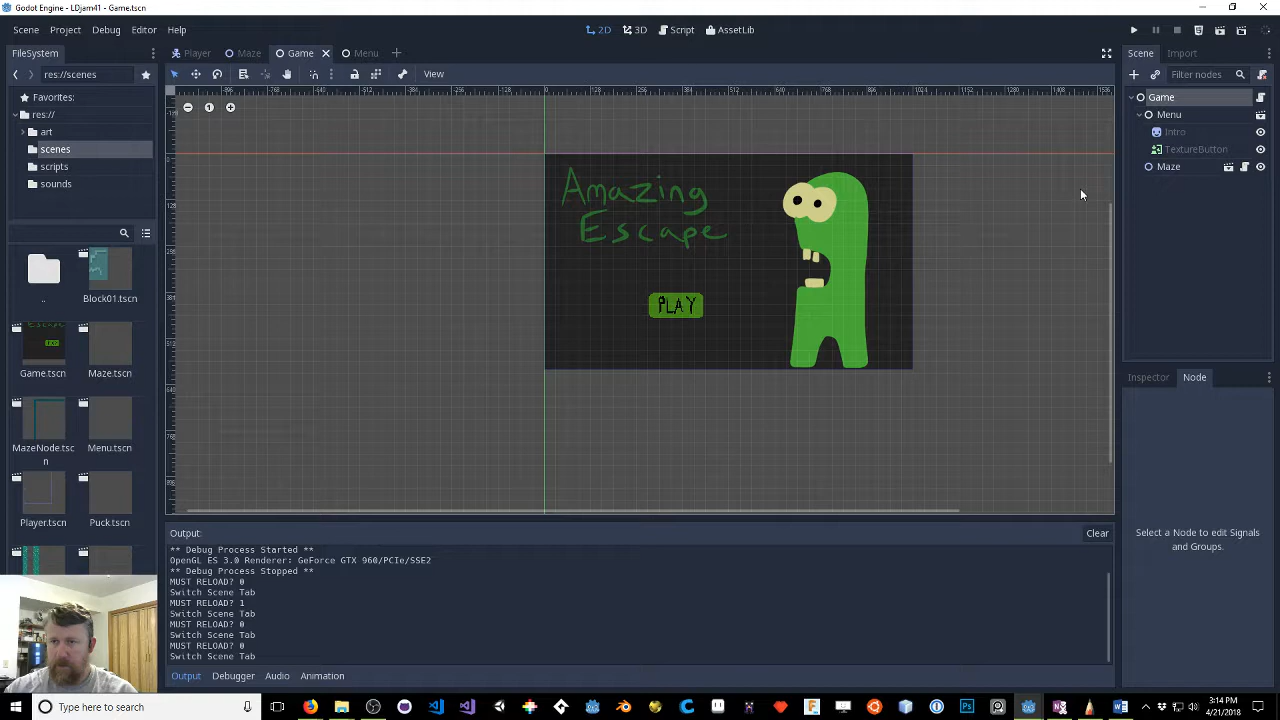 Godot Engine - LDjam41 - Game.tscn
Scene Project Debug Editor Help
2D 3D Script AssetLib
FileSystem
Player Maze Game Menu
Scene Import
res://scenes
View
Filter nodes
Favorites:
res://
art
scenes
scripts
sounds
Game
Menu
Intro
TextureButton
Maze
Amazing
Escape
PLAY
..
Block01.tscn
Game.tscn
Maze.tscn
MazeNode.tsc
n
Menu.tscn
Player.tscn
Puck.tscn
Inspector Node
Select a Node to edit Signals
and Groups.
Output:
Clear
** Debug Process Started **
OpenGL ES 3.0 Renderer: GeForce GTX 960/PCIe/SSE2
** Debug Process Stopped **
MUST RELOAD? 0
Switch Scene Tab
MUST RELOAD? 1
Switch Scene Tab
MUST RELOAD? 0
Switch Scene Tab
MUST RELOAD? 0
Switch Scene Tab
Output Debugger Audio Animation
Type here to search
3:14 PM
4/21/2018